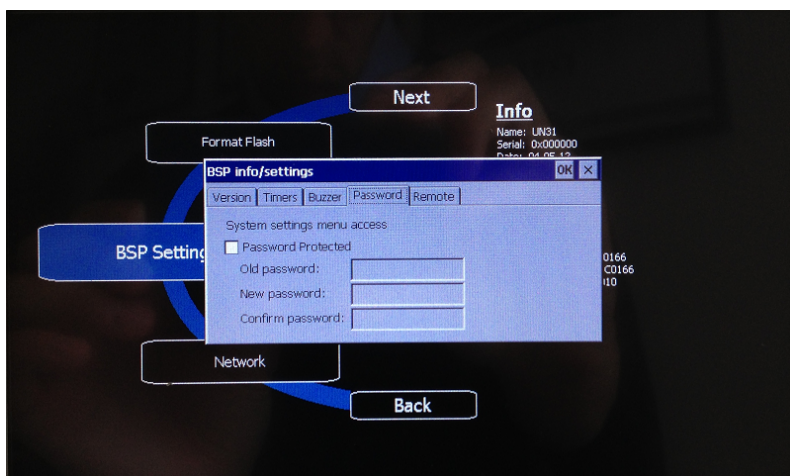 Next
Info
Name: UN31
Serial: 0x000000
Format Flash
BSP info/settings
OK
Version Timers Buzzer Password Remote
System settings menu access
Password Protected
Old password:
New password:
Confirm password:
BSP Setting
0166
C0166
Network
Back